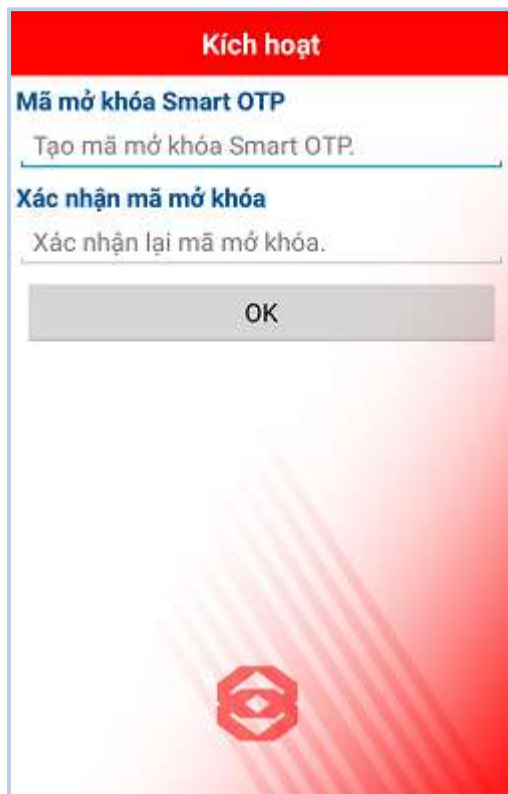 Kích hoạt
Mã mở khóa Smart OTP
Tạo mã mở khóa Smart OTP.
Xác nhận mã mở khóa
Xác nhận lại mã mở khóa.
OK